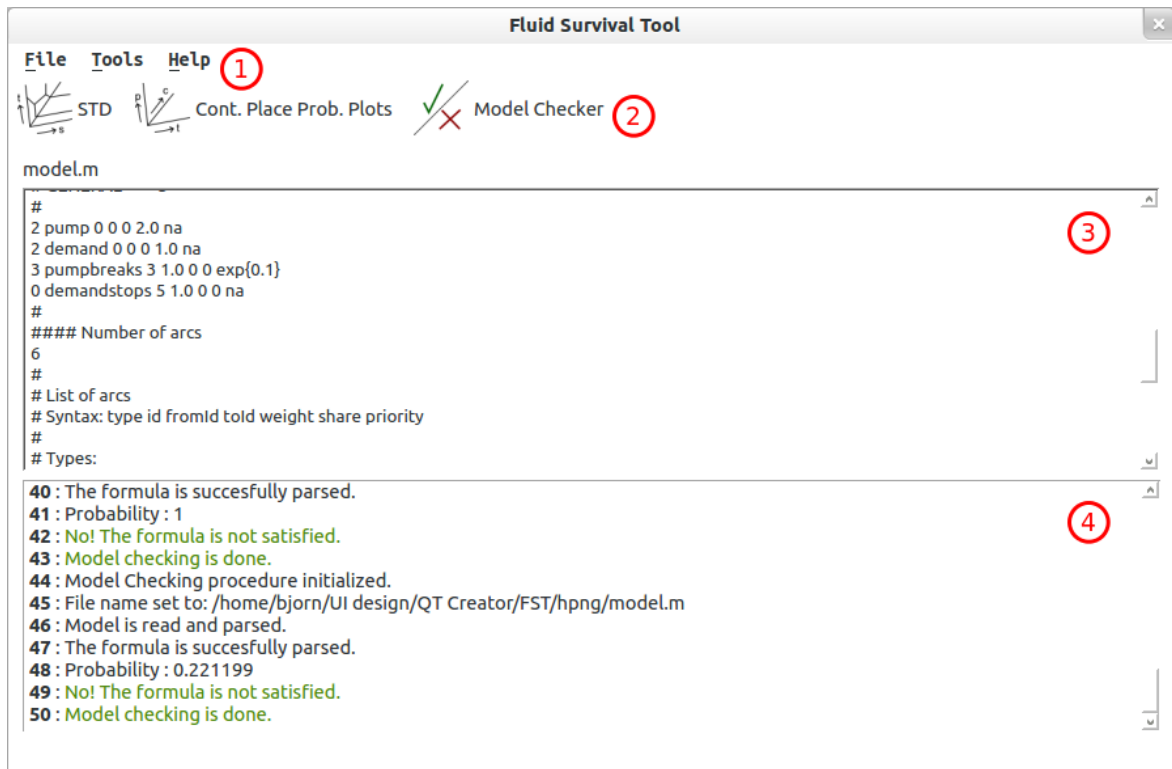 Fluid Survival Tool
File Tools Help 1
STD Cont. Place Prob. Plots Model Checker 2
model.m
#
2 pump 0 0 0 2.0 na
3
2 demand 0 0 0 1.0 na
3 pumpbreaks 3 1.0 0 0 exp{0.1}
0 demandstops 5 1.0 0 0 na
#
#### Number of arcs
6
#
# List of arcs
# Syntax: type id fromId toId weight share priority
#
# Types:
40 : The formula is succesfully parsed.
41 : Probability : 1
4
42 : No! The formula is not satisfied.
43 : Model checking is done.
44 : Model Checking procedure initialized.
45 : File name set to: /home/bjorn/UI design/QT Creator/FST/hpng/model.m
46 : Model is read and parsed.
47 : The formula is succesfully parsed.
48 : Probability : 0.221199
49 : No! The formula is not satisfied.
50 : Model checking is done.